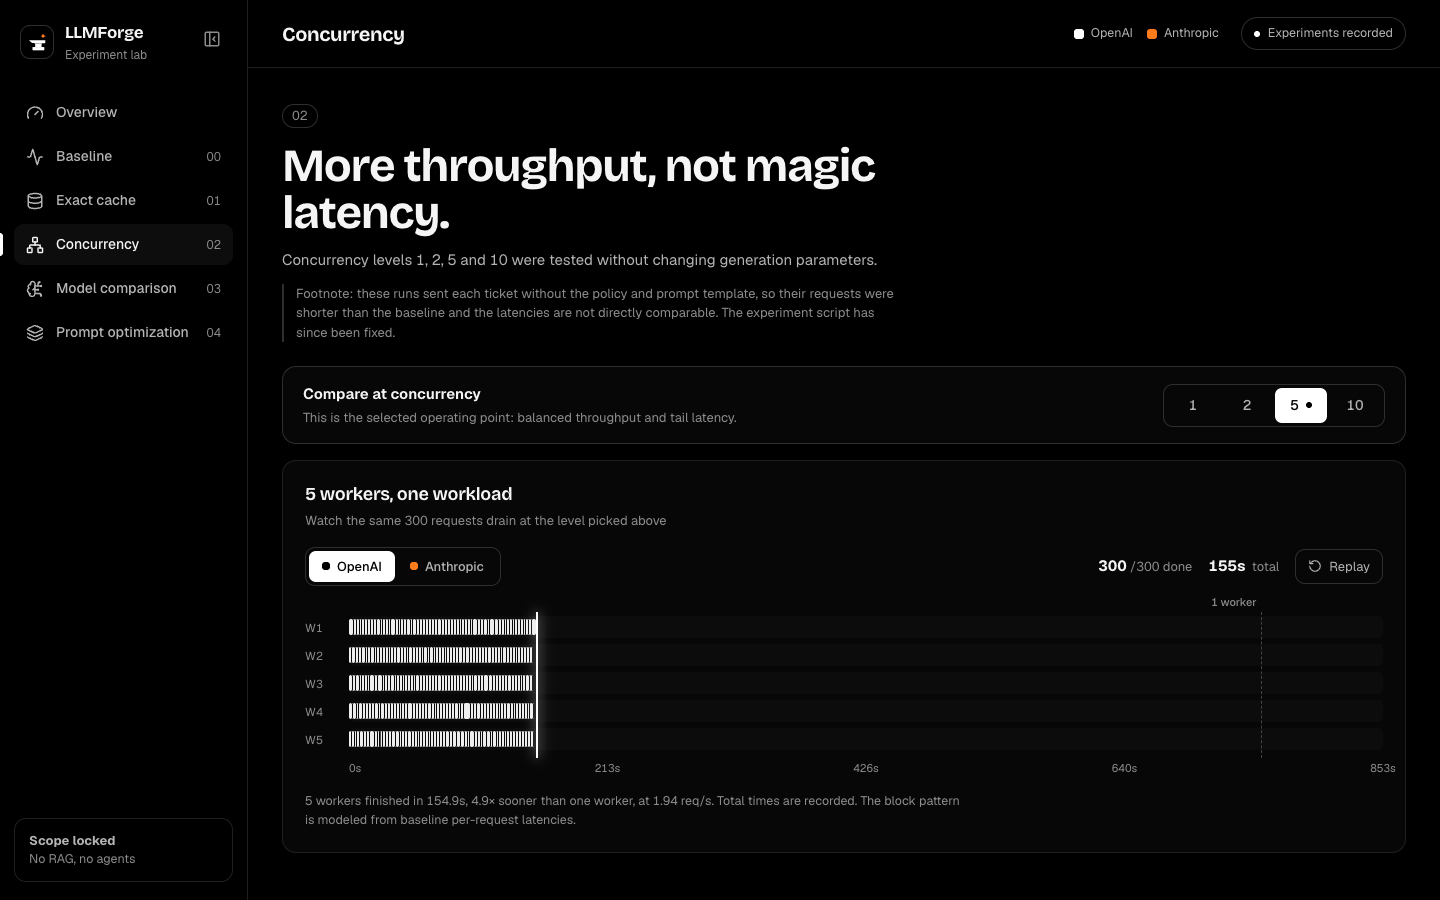 LLMForge
Experiment lab
Overview
Baseline 00
Exact cache 01
Concurrency 02
Model comparison 03
Prompt optimization 04
Scope locked
No RAG, no agents
Concurrency
OpenAI Anthropic Experiments recorded
02
More throughput, not magic
latency.
Concurrency levels 1, 2, 5 and 10 were tested without changing generation parameters.
Footnote: these runs sent each ticket without the policy and prompt template, so their requests were
shorter than the baseline and the latencies are not directly comparable. The experiment script has
since been fixed.
Compare at concurrency
This is the selected operating point: balanced throughput and tail latency.
1 2 5 10
5 workers, one workload
Watch the same 300 requests drain at the level picked above
OpenAI Anthropic
300 /300 done 155s total Replay
1 worker
W1
W2
W3
W4
W5
0s 213s 426s 640s 853s
5 workers finished in 154.9s, 4.9× sooner than one worker, at 1.94 req/s. Total times are recorded. The block pattern
is modeled from baseline per-request latencies.